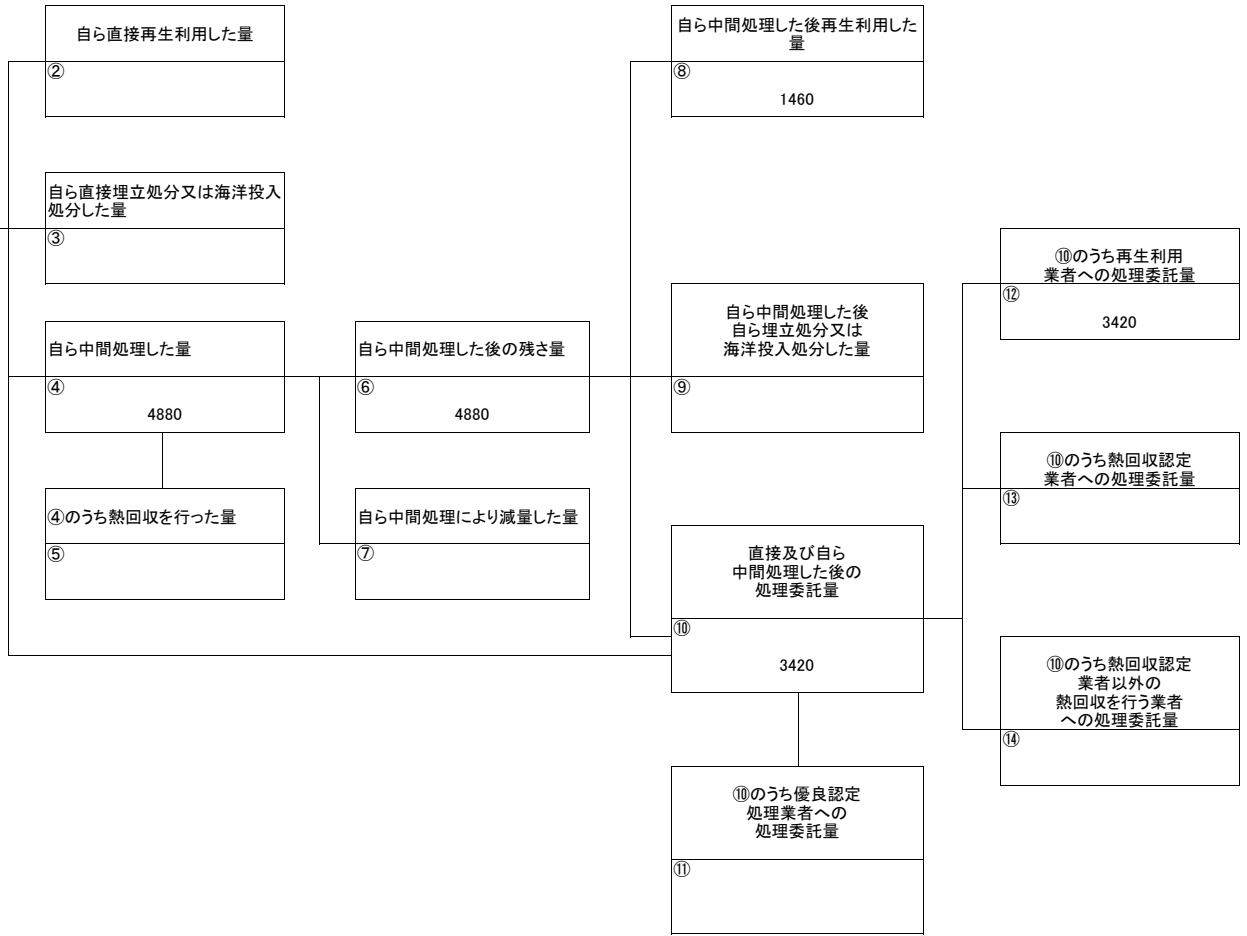 自ら直接再生利用した量
②
自ら直接埋立処分又は海洋投入
処分した量
③
自ら中間処理した量
④
4880
④のうち熱回収を行った量
⑤
自ら中間処理した後の残さ量
⑥
4880
自ら中間処理により減量した量
⑦
自ら中間処理した後再生利用した
量
⑧
1460
自ら中間処理した後
自ら埋立処分又は
海洋投入処分した量
⑨
直接及び自ら
中間処理した後の
処理委託量
⑩
3420
⑩のうち優良認定
処理業者への
処理委託量
⑪
⑩のうち再生利用
業者への処理委託量
⑫
3420
⑩のうち熱回収認定
業者への処理委託量
⑬
⑩のうち熱回収認定
業者以外の
熱回収を行う業者
への処理委託量
⑭